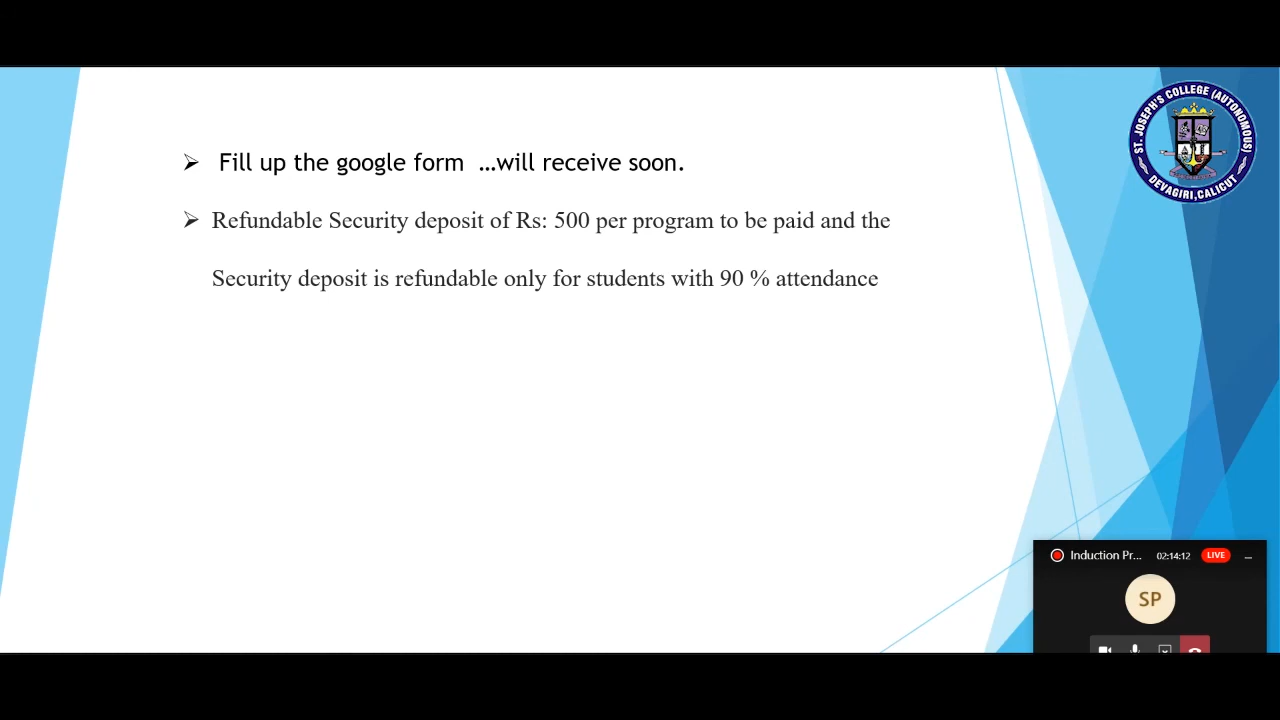 ST. JOSEPH'S COLLEGE (AUTONOMOUS)
DEVAGIRI, CALICUT
➢ Fill up the google form ...will receive soon.
➢ Refundable Security deposit of Rs: 500 per program to be paid and the
Security deposit is refundable only for students with 90 % attendance
Induction Pr... 02:14:12 LIVE
SP